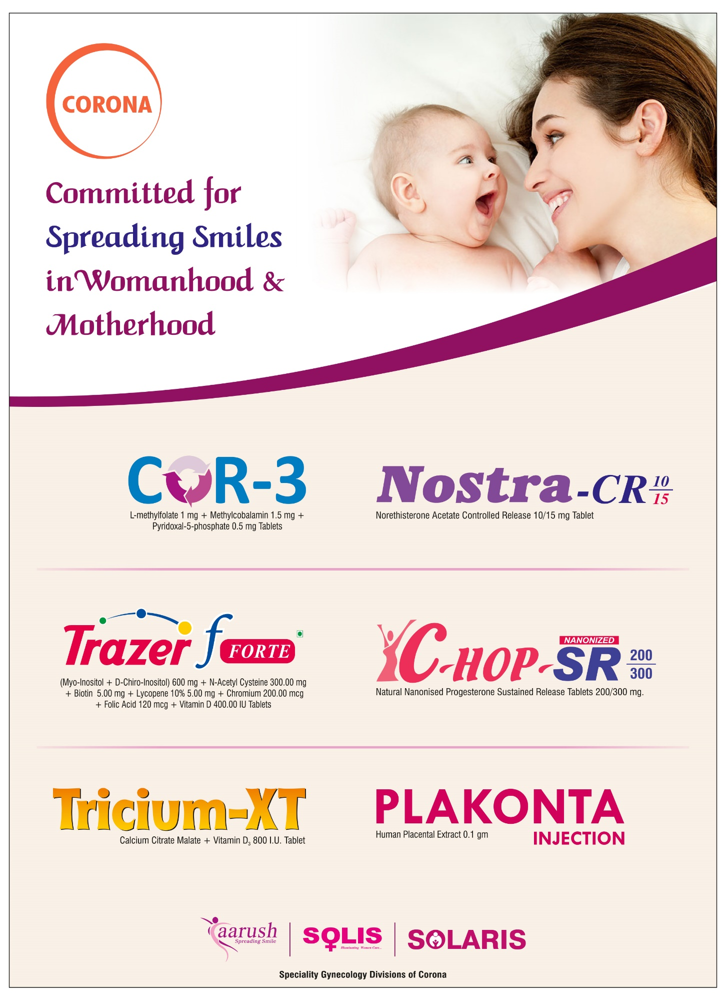 CORONA
Committed for
Spreading Smiles
in Womanhood &
Motherhood
COR-3
L-methylfolate 1 mg + Methylcobalamin 1.5 mg +
Pyridoxal-5-phosphate 0.5 mg Tablets
Nostra-CR 10/15
Norethisterone Acetate Controlled Release 10/15 mg Tablet
Trazer f FORTE
(Myo-Inositol + D-Chiro-Inositol) 600 mg + N-Acetyl Cysteine 300.00 mg
+ Biotin 5.00 mg + Lycopene 10% 5.00 mg + Chromium 200.00 mcg
+ Folic Acid 120 mcg + Vitamin D 400.00 IU Tablets
NANONIZED
C-HOP-SR 200/300
Natural Nanonised Progesterone Sustained Release Tablets 200/300 mg.
Tricium-XT
Calcium Citrate Malate + Vitamin D₃ 800 I.U. Tablet
PLAKONTA
Human Placental Extract 0.1 gm
INJECTION
aarush
Spreading Smile
SOLIS
Illuminating Women Care...
SOLARIS
Speciality Gynecology Divisions of Corona